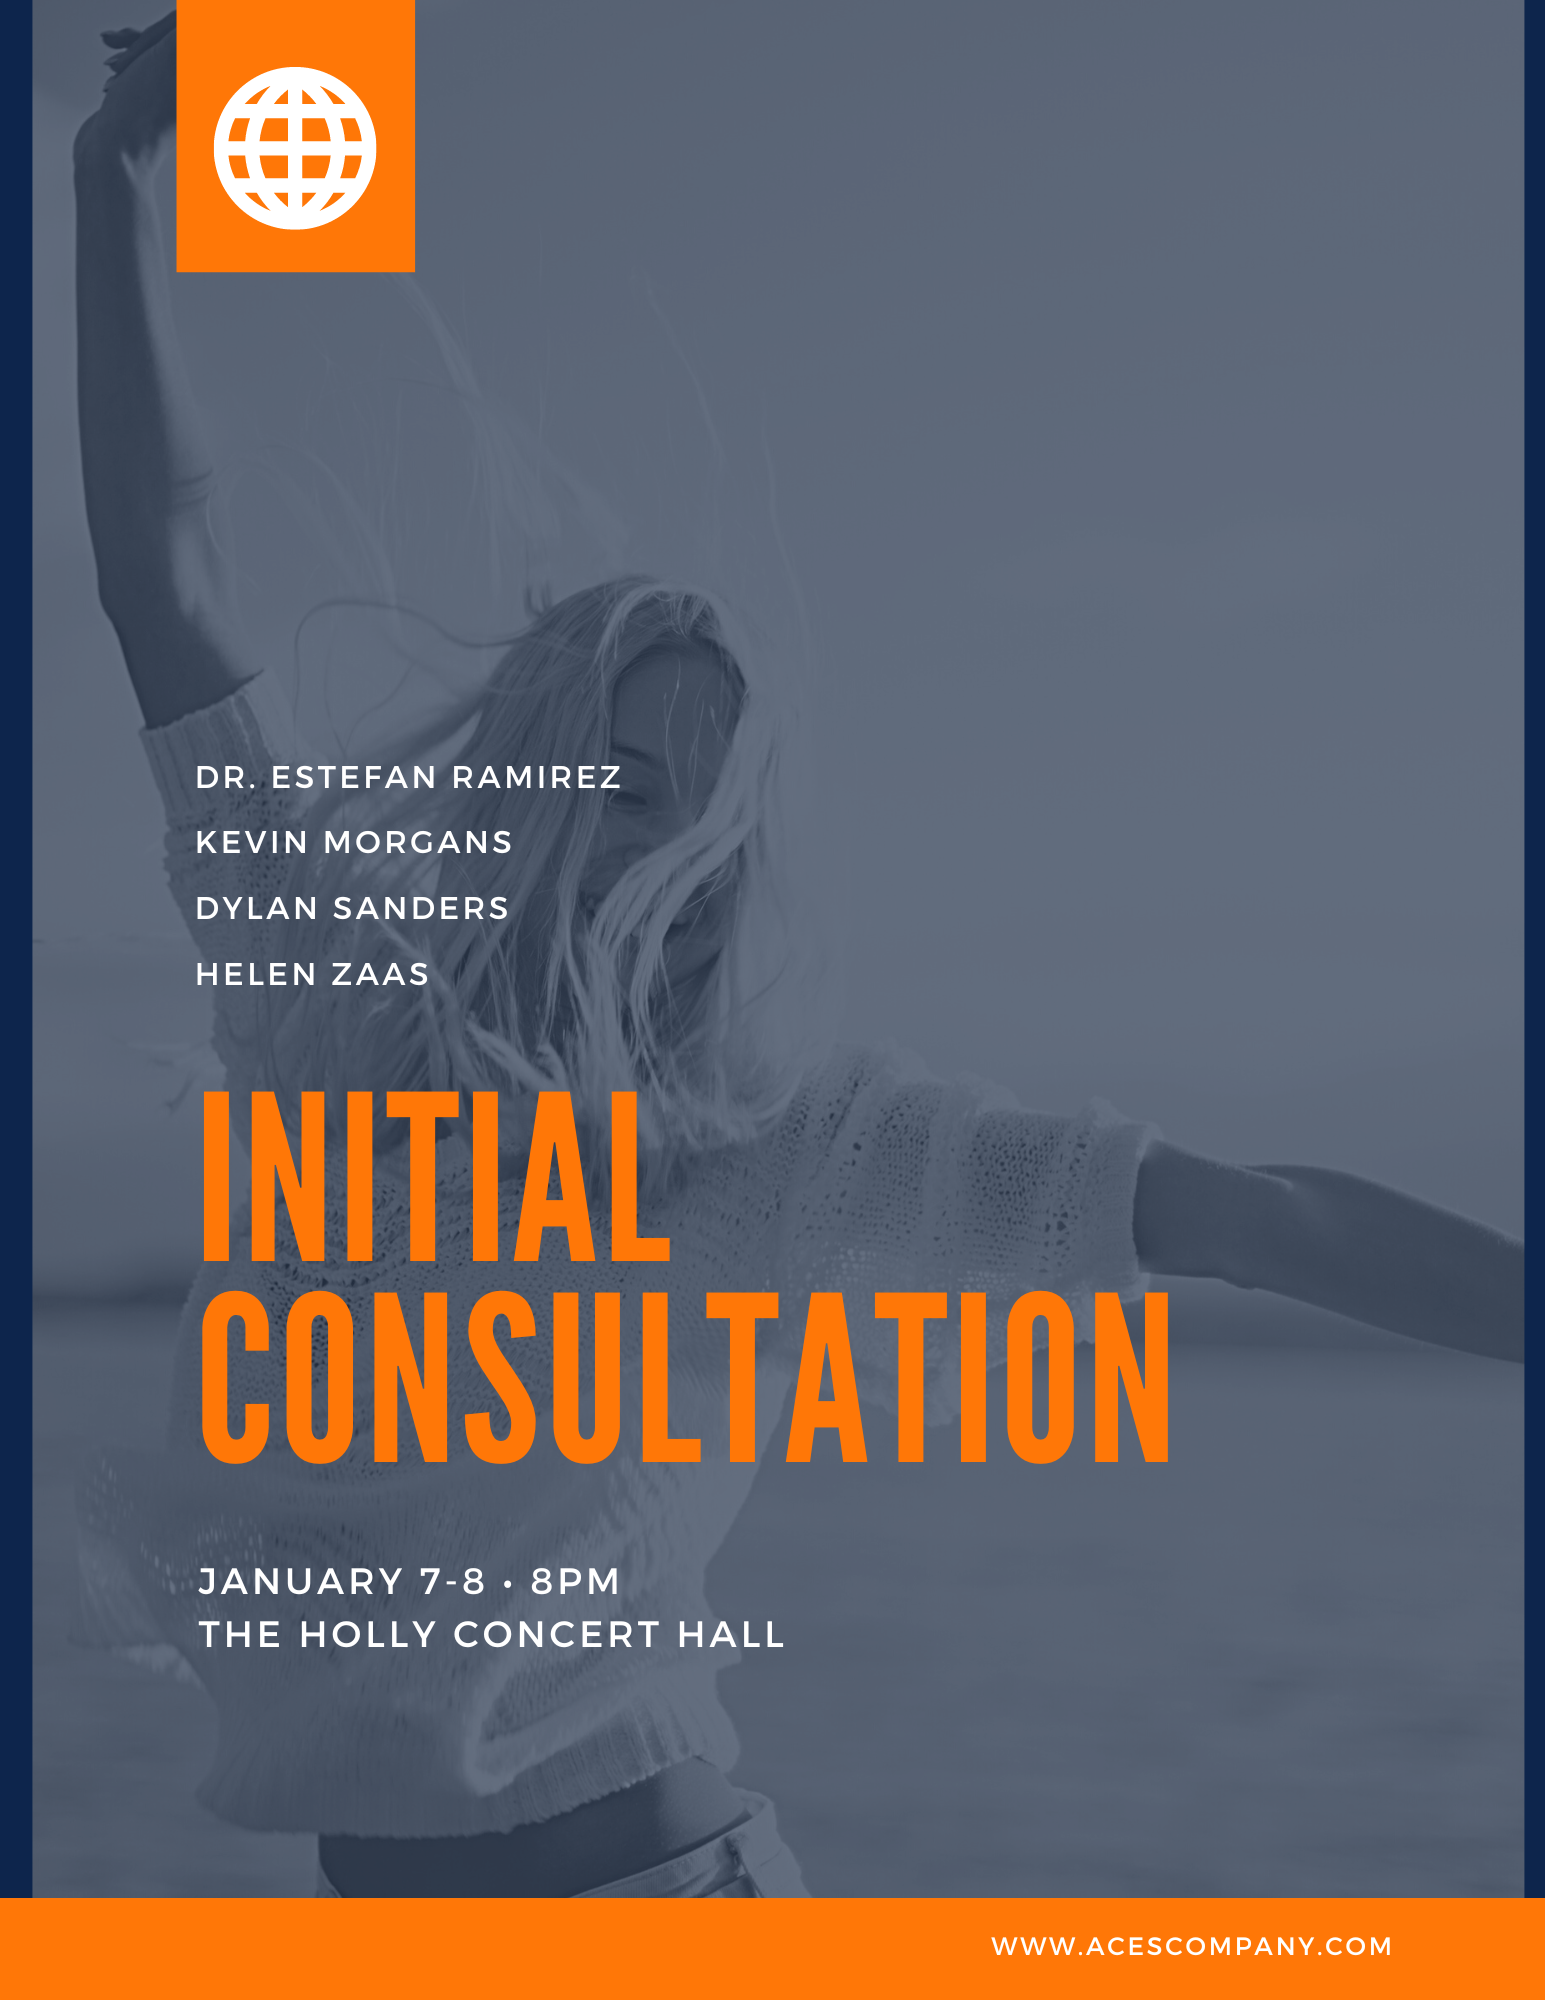 DR. ESTEFAN RAMIREZ
KEVIN MORGANS
DYLAN SANDERS
HELEN ZAAS
INITIAL
CONSULTATION
JANUARY 7-8 • 8PM
THE HOLLY CONCERT HALL
WWW.ACESCOMPANY.COM